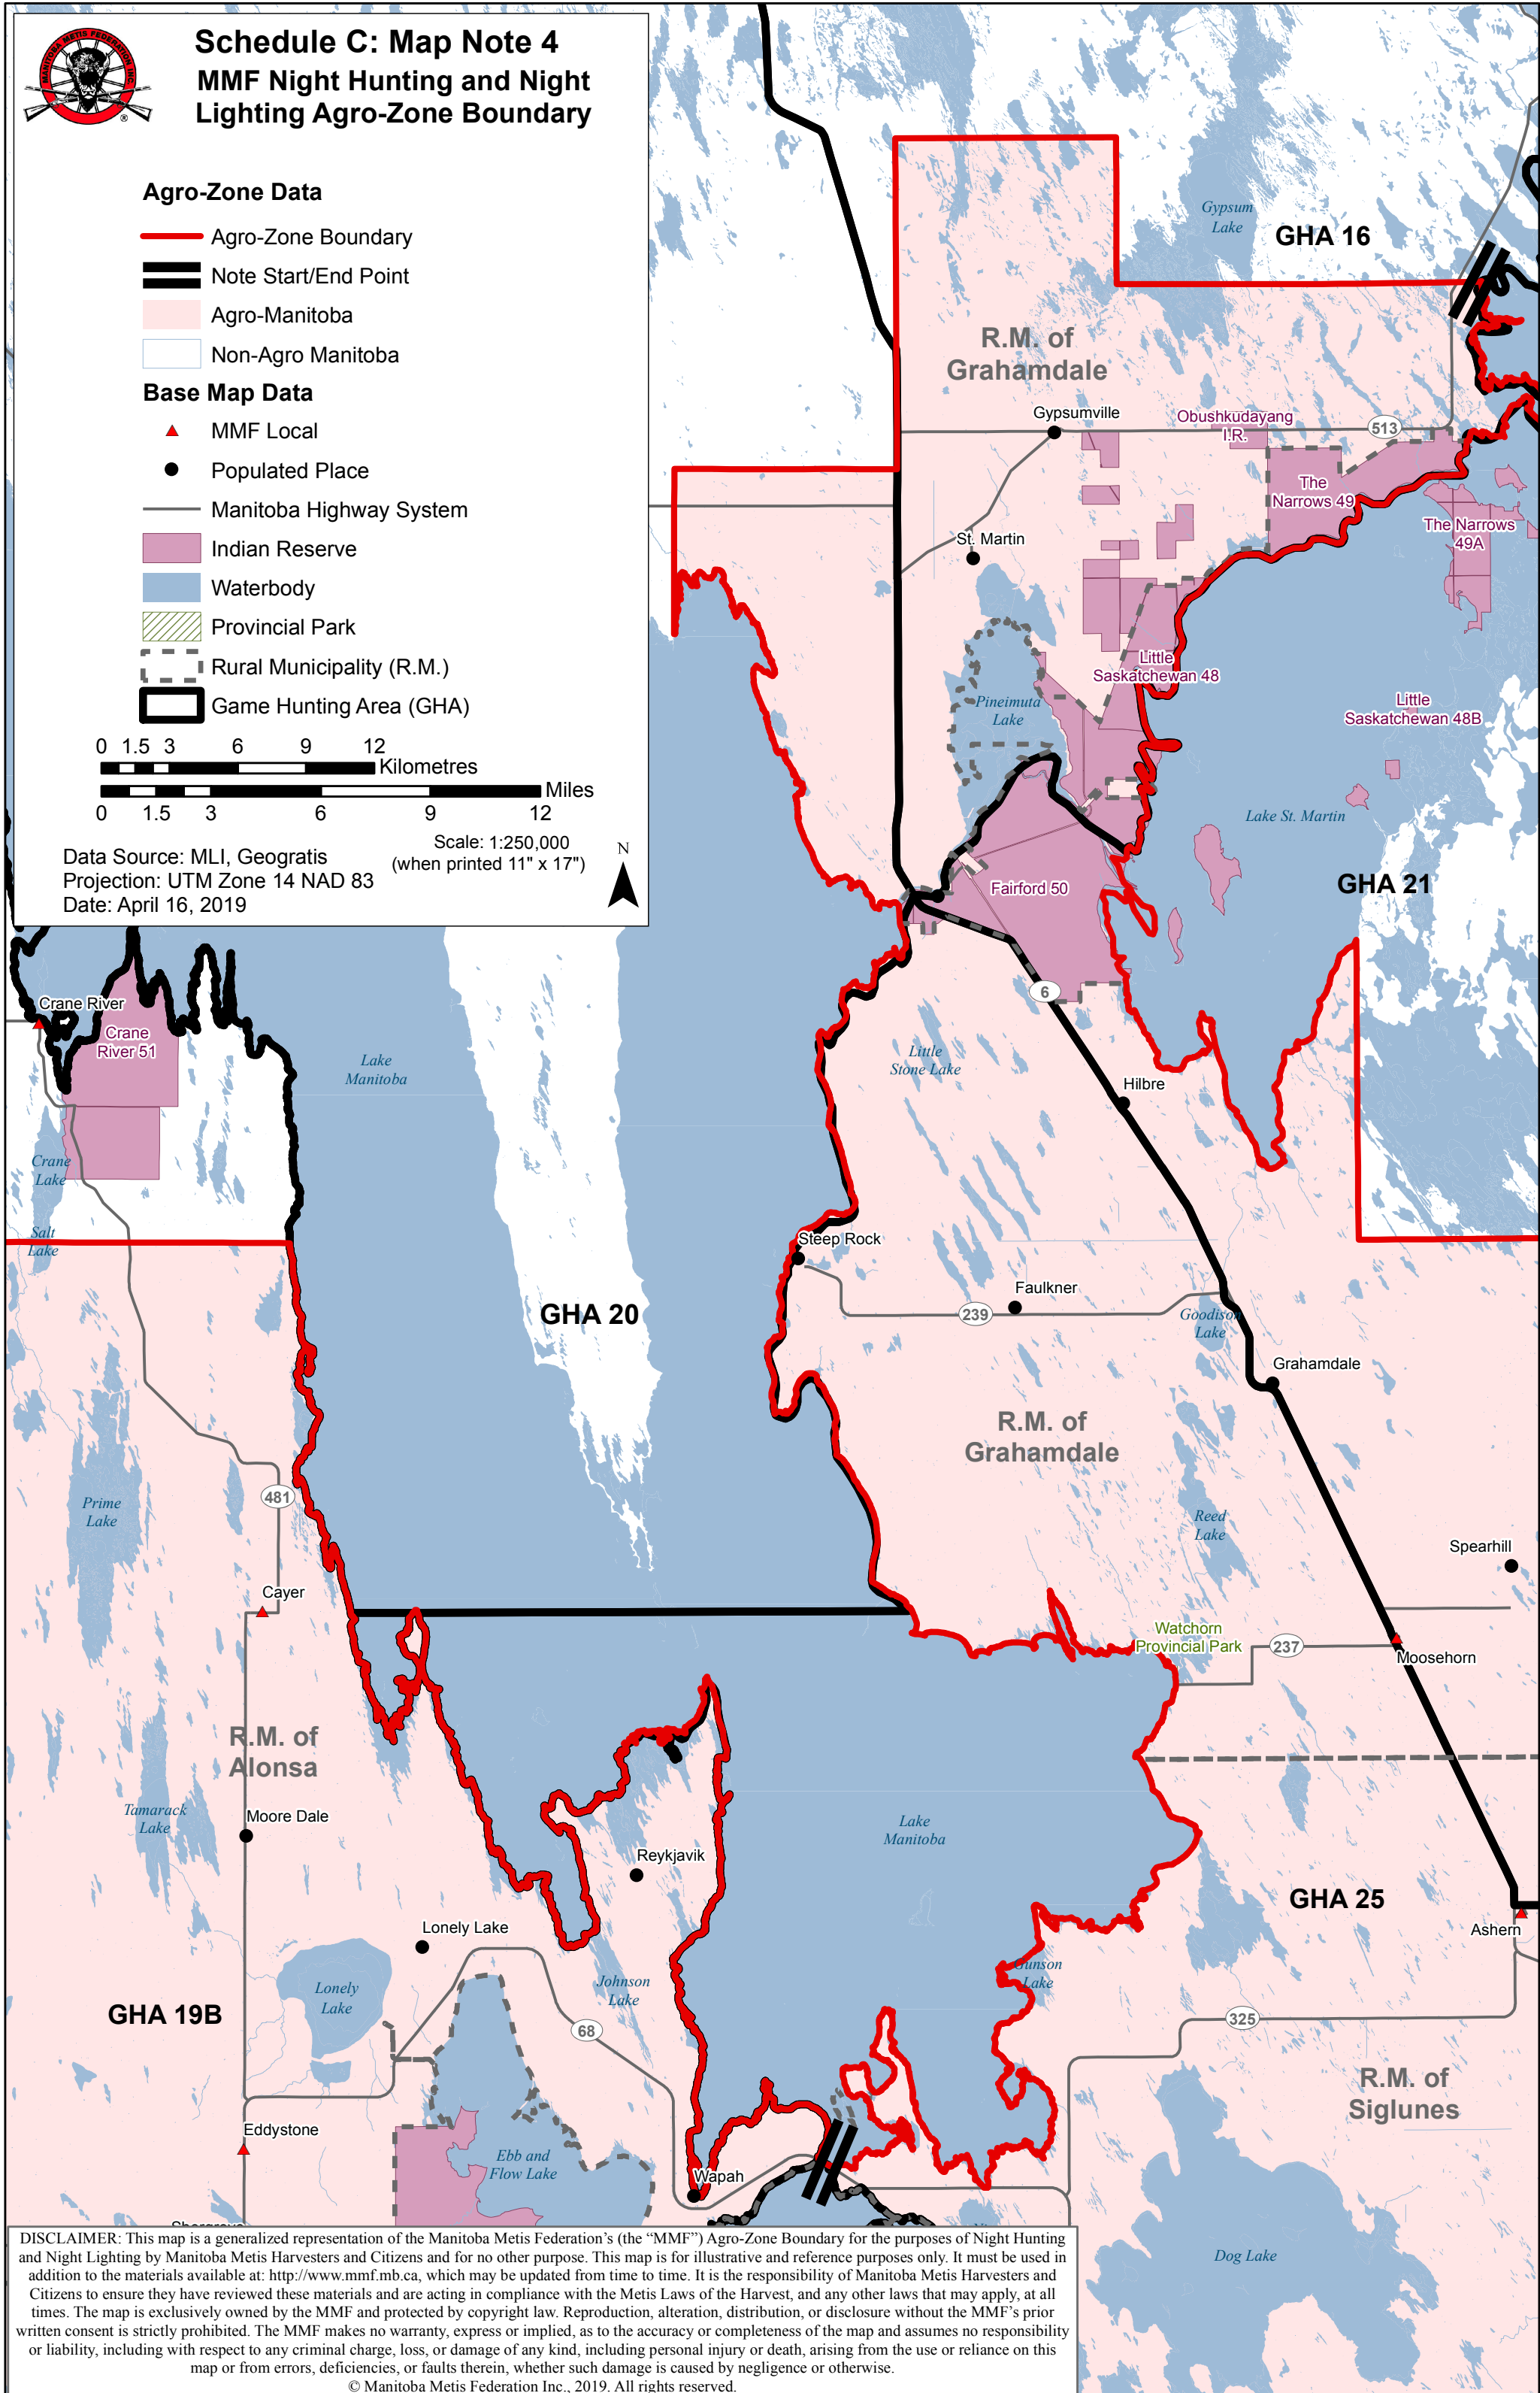 MANITOBA METIS FEDERATION INC.
®
Schedule C: Map Note 4
MMF Night Hunting and Night
Lighting Agro-Zone Boundary
Agro-Zone Data
Agro-Zone Boundary
Note Start/End Point
Agro-Manitoba
Non-Agro Manitoba
Base Map Data
MMF Local
Populated Place
Manitoba Highway System
Indian Reserve
Waterbody
Provincial Park
Rural Municipality (R.M.)
Game Hunting Area (GHA)
0 1.5 3 6 9 12
Kilometres
Miles
0 1.5 3 6 9 12
Scale: 1:250,000
(when printed 11" x 17")
N
Data Source: MLI, Geogratis
Projection: UTM Zone 14 NAD 83
Date: April 16, 2019
Gypsum
Lake
GHA 16
R.M. of
Grahamdale
Gypsumville
Obushkudayang
I.R.
513
The
Narrows 49
The Narrows
49A
St. Martin
Little
Saskatchewan 48
Pineimuta
Lake
Little
Saskatchewan 48B
Lake St. Martin
GHA 21
Fairford 50
6
Crane River
Crane
River 51
Lake
Manitoba
Little
Stone Lake
Hilbre
Crane
Lake
Salt
Lake
Steep Rock
Faulkner
239
Goodison
Lake
GHA 20
Grahamdale
R.M. of
Grahamdale
481
Prime
Lake
Reed
Lake
Spearhill
Cayer
Watchorn
Provincial Park
237
Moosehorn
R.M. of
Alonsa
Tamarack
Lake
Moore Dale
Lake
Manitoba
Reykjavik
GHA 25
Ashern
Lonely Lake
Lonely
Lake
Johnson
Lake
Gunson
Lake
GHA 19B
68
325
R.M. of
Siglunes
Eddystone
Ebb and
Flow Lake
Wapah
Dog Lake
DISCLAIMER: This map is a generalized representation of the Manitoba Metis Federation's (the "MMF") Agro-Zone Boundary for the purposes of Night Hunting
and Night Lighting by Manitoba Metis Harvesters and Citizens and for no other purpose. This map is for illustrative and reference purposes only. It must be used in
addition to the materials available at: http://www.mmf.mb.ca, which may be updated from time to time. It is the responsibility of Manitoba Metis Harvesters and
Citizens to ensure they have reviewed these materials and are acting in compliance with the Metis Laws of the Harvest, and any other laws that may apply, at all
times. The map is exclusively owned by the MMF and protected by copyright law. Reproduction, alteration, distribution, or disclosure without the MMF's prior
written consent is strictly prohibited. The MMF makes no warranty, express or implied, as to the accuracy or completeness of the map and assumes no responsibility
or liability, including with respect to any criminal charge, loss, or damage of any kind, including personal injury or death, arising from the use or reliance on this
map or from errors, deficiencies, or faults therein, whether such damage is caused by negligence or otherwise.
© Manitoba Metis Federation Inc., 2019. All rights reserved.